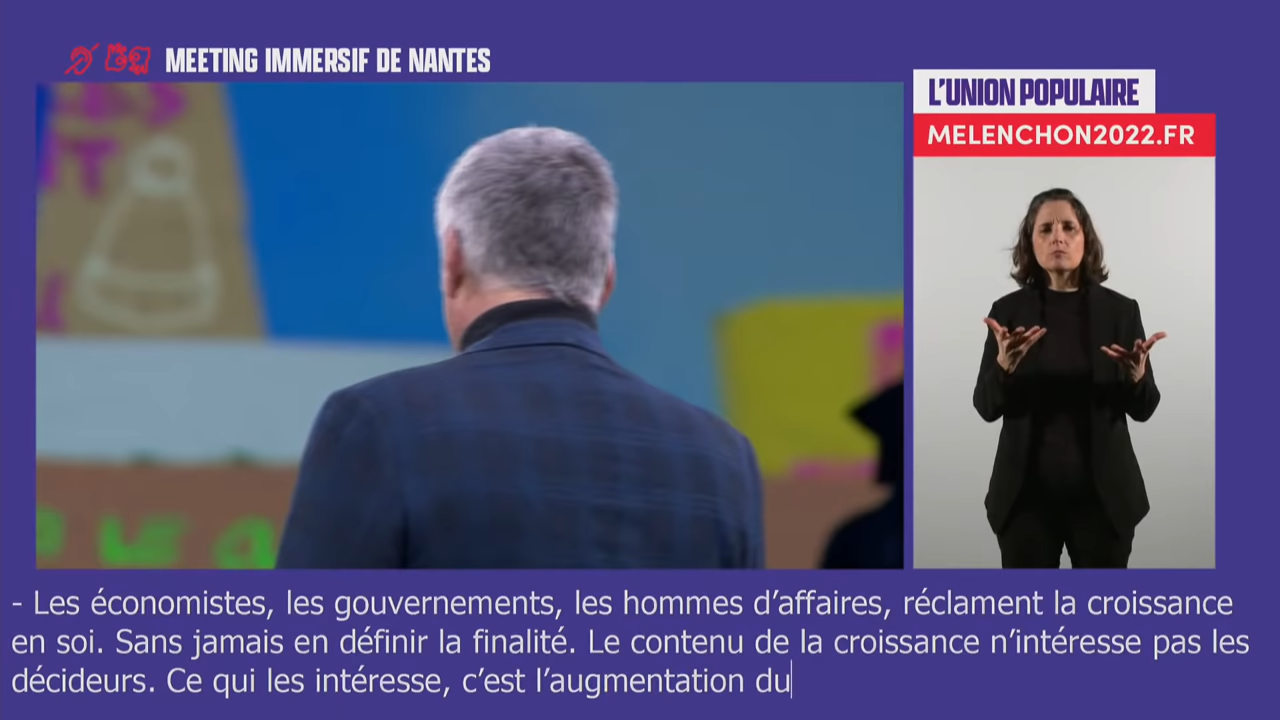 MEETING IMMERSIF DE NANTES
L'UNION POPULAIRE
MELENCHON2022.FR
- Les économistes, les gouvernements, les hommes d'affaires, réclament la croissance
en soi. Sans jamais en définir la finalité. Le contenu de la croissance n'intéresse pas les
décideurs. Ce qui les intéresse, c'est l'augmentation du